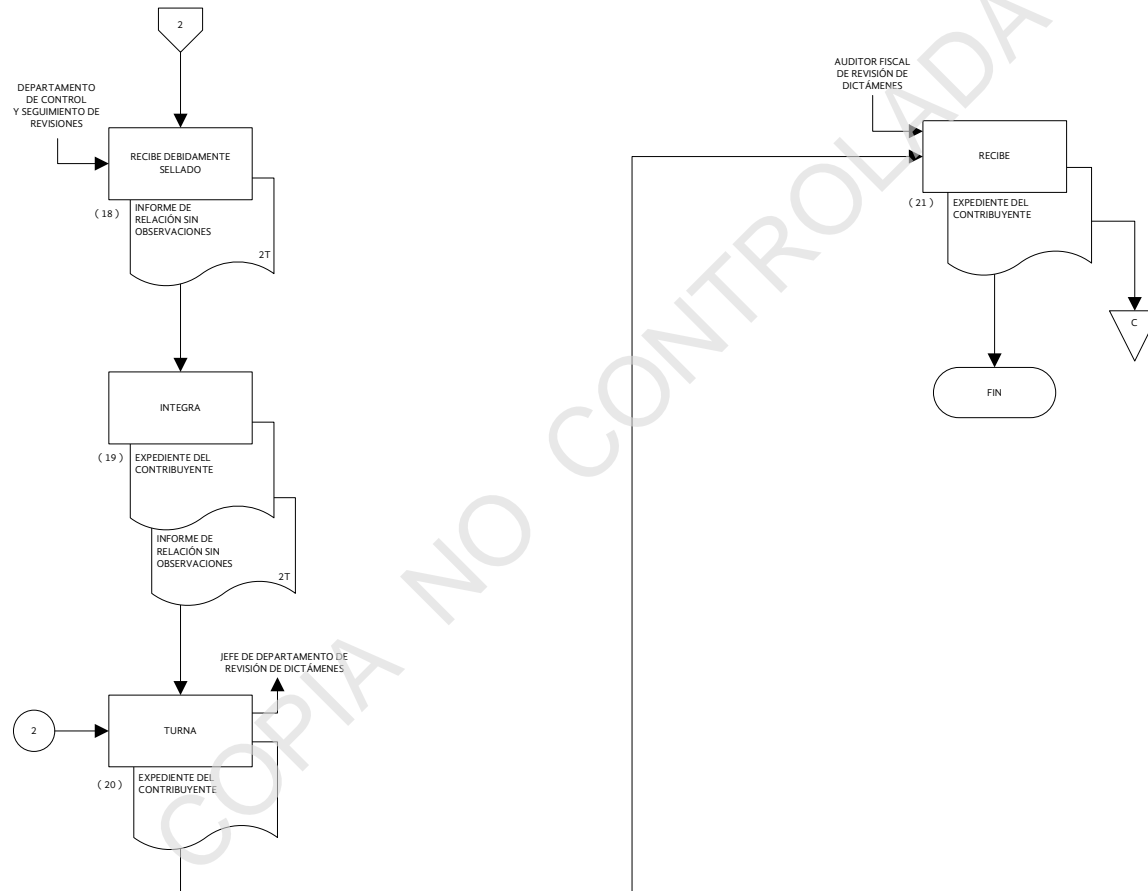 2
DEPARTAMENTO
DE CONTROL
Y SEGUIMIENTO DE
REVISIONES
RECIBE DEBIDAMENTE
SELLADO
( 18 )
INFORME DE
RELACIÓN SIN
OBSERVACIONES
2T
INTEGRA
( 19 )
EXPEDIENTE DEL
CONTRIBUYENTE
INFORME DE
RELACIÓN SIN
OBSERVACIONES
2T
JEFE DE DEPARTAMENTO DE
REVISIÓN DE DICTÁMENES
2
TURNA
( 20 )
EXPEDIENTE DEL
CONTRIBUYENTE
AUDITOR FISCAL
DE REVISIÓN DE
DICTÁMENES
RECIBE
( 21 )
EXPEDIENTE DEL
CONTRIBUYENTE
C
FIN
COPIA NO CONTROLADA